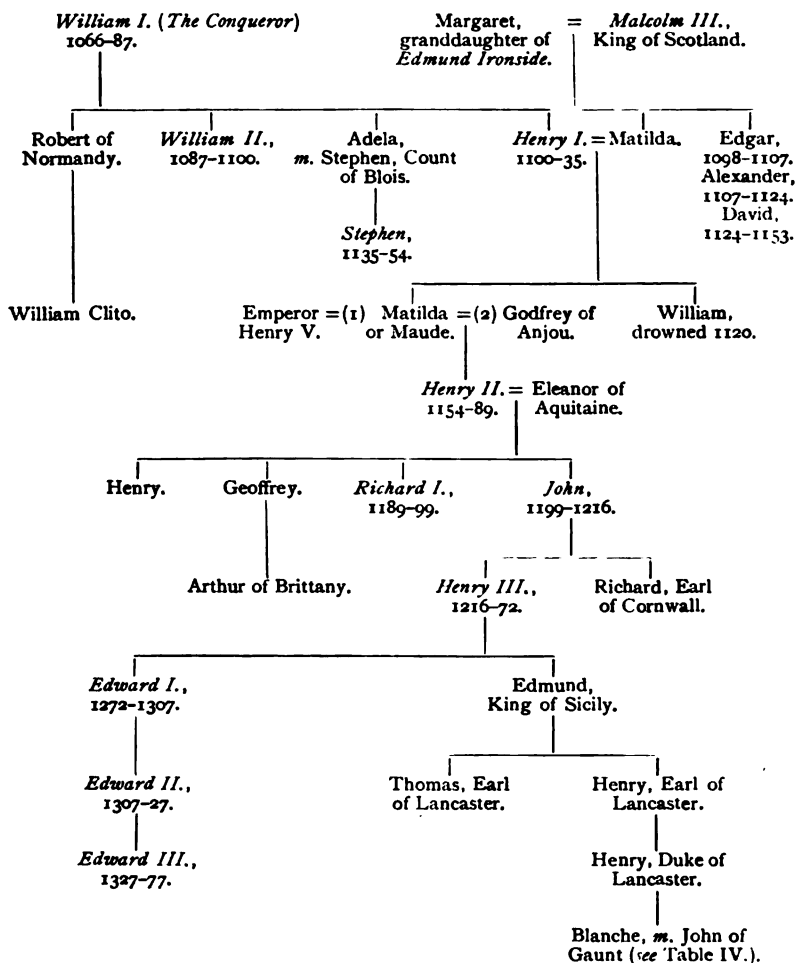 William I. (The Conqueror)
1066-87.
Margaret, = Malcolm III.,
granddaughter of King of Scotland.
Edmund Ironside.
Robert of
Normandy.
William II.,
1087-1100.
Adela,
m. Stephen, Count
of Blois.
Henry I. = Matilda.
1100-35.
Edgar,
1098-1107.
Alexander,
1107-1124.
David,
1124-1153.
Stephen,
1135-54.
William Clito.
Emperor = (1) Matilda = (2) Godfrey of
Henry V. or Maude. Anjou.
William,
drowned 1120.
Henry II. = Eleanor of
1154-89. Aquitaine.
Henry.
Geoffrey.
Richard I.,
1189-99.
John,
1199-1216.
Arthur of Brittany.
Henry III.,
1216-72.
Richard, Earl
of Cornwall.
Edward I.,
1272-1307.
Edmund,
King of Sicily.
Edward II.,
1307-27.
Thomas, Earl
of Lancaster.
Henry, Earl of
Lancaster.
Edward III.,
1327-77.
Henry, Duke of
Lancaster.
Blanche, m. John of
Gaunt (see Table IV.).